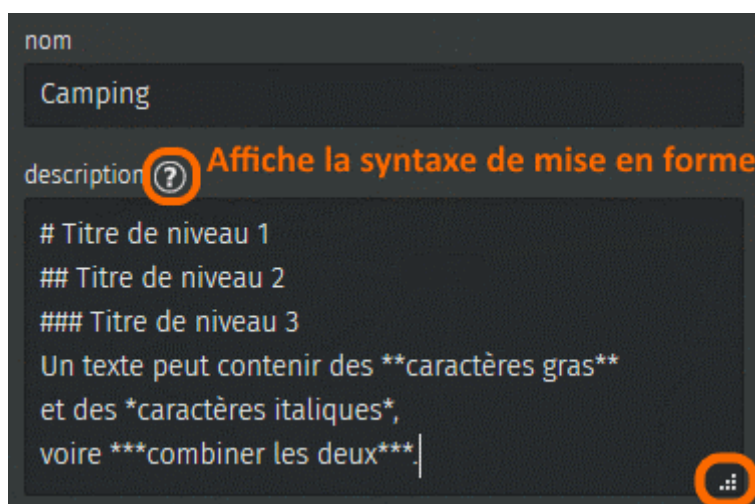 nom
Camping
description ? Affiche la syntaxe de mise en forme
# Titre de niveau 1
## Titre de niveau 2
### Titre de niveau 3
Un texte peut contenir des **caractères gras**
et des *caractères italiques*,
voire ***combiner les deux***.